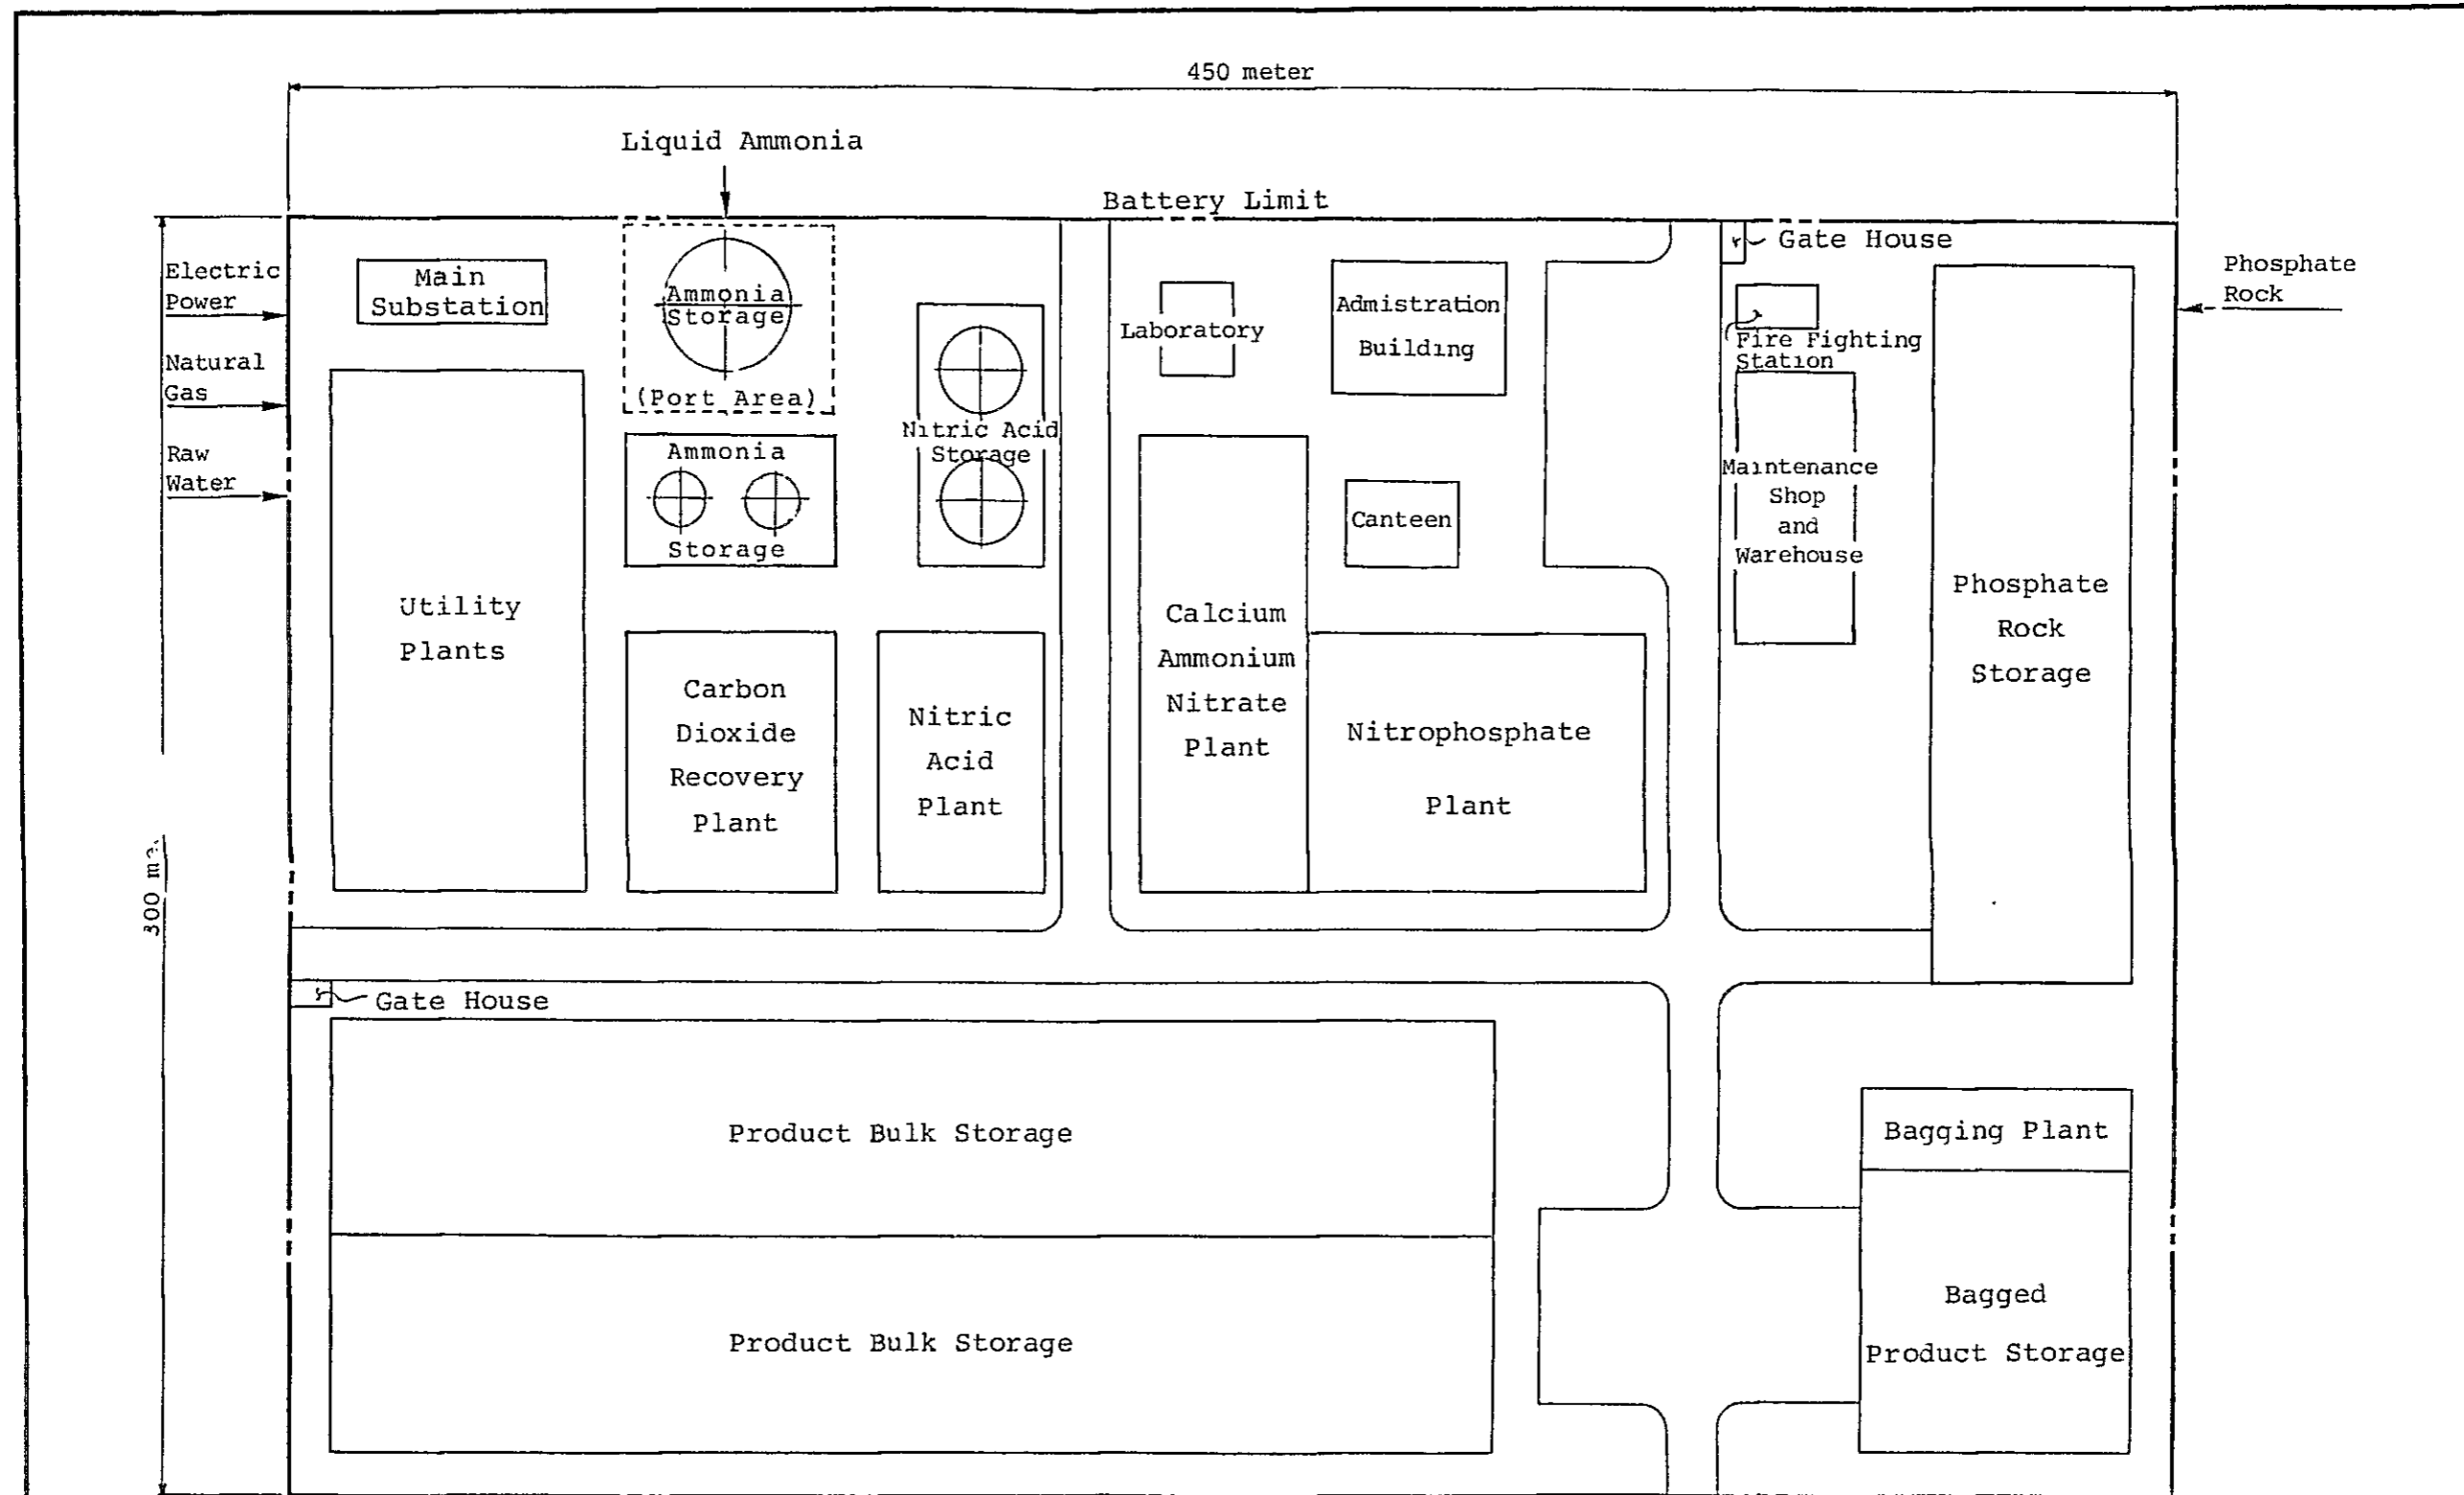 450 meter
Liquid Ammonia
Battery Limit
Electric
Power
Natural
Gas
Raw
Water
300
Main
Substation
Ammonia
Storage
(Port Area)
Ammonia
Storage
Nitric Acid
Storage
Laboratory
Admistration
Building
Gate House
Fire Fighting
Station
Phosphate
Rock
Maintenance
Shop
and
Warehouse
Canteen
Utility
Plants
Carbon
Dioxide
Recovery
Plant
Nitric
Acid
Plant
Calcium
Ammonium
Nitrate
Plant
Nitrophosphate
Plant
Phosphate
Rock
Storage
Gate House
Product Bulk Storage
Product Bulk Storage
Bagging Plant
Bagged
Product Storage